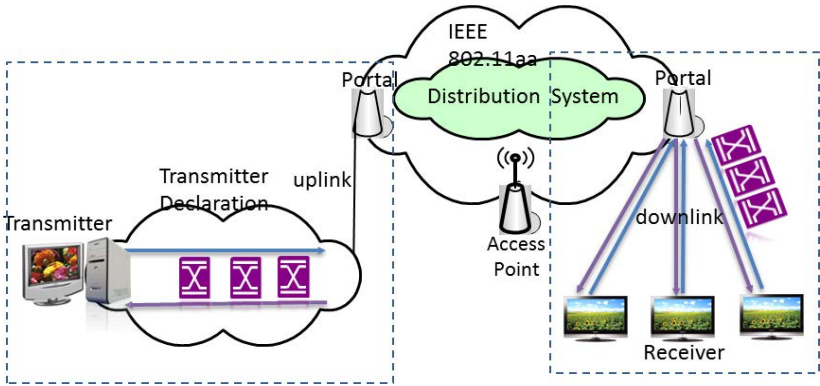 IEEE
802.11aa
Portal
Portal
Distribution System
Transmitter
Declaration
uplink
Transmitter
downlink
Access
Point
Receiver